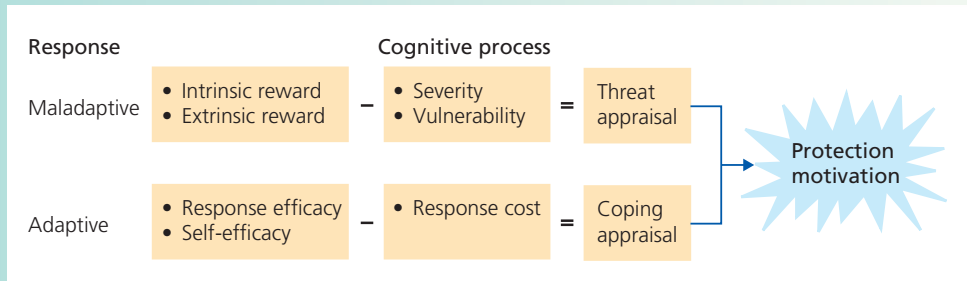 Response Cognitive process
Maladaptive
• Intrinsic reward
• Extrinsic reward
–
• Severity
• Vulnerability
=
Threat
appraisal
Adaptive
• Response efficacy
• Self-efficacy
–
• Response cost
=
Coping
appraisal
Protection
motivation